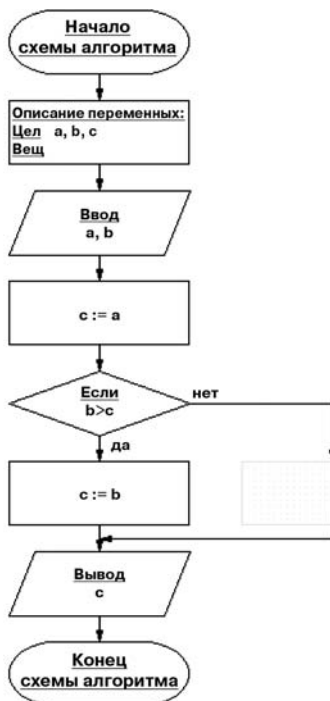 Начало
схемы алгоритма
Описание переменных:
Цел a, b, c
Вещ
Ввод
a, b
c := a
Если
b>c
нет
да
c := b
Вывод
c
Конец
схемы алгоритма